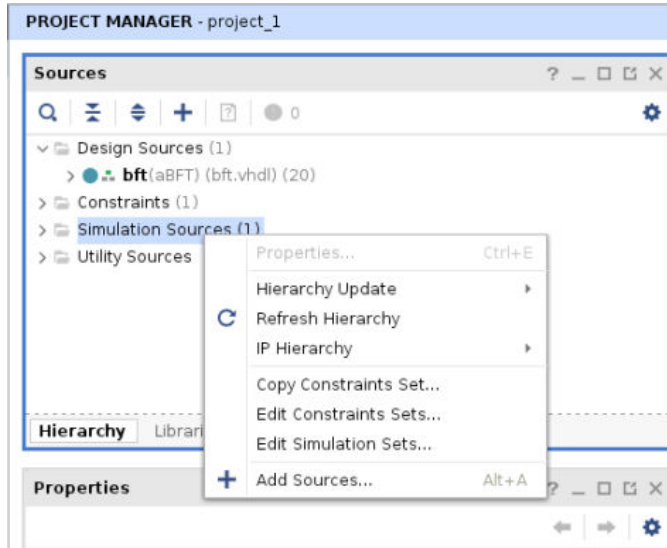 PROJECT MANAGER - project_1
Sources
? _
0
Design Sources (1)
bft(aBFT) (bft.vhdl) (20)
Constraints (1)
Simulation Sources (1)
Utility Sources
Properties... Ctrl+E
Hierarchy Update
Refresh Hierarchy
IP Hierarchy
Copy Constraints Set...
Edit Constraints Sets...
Edit Simulation Sets...
Add Sources... Alt+A
Hierarchy Librari
Properties
? _